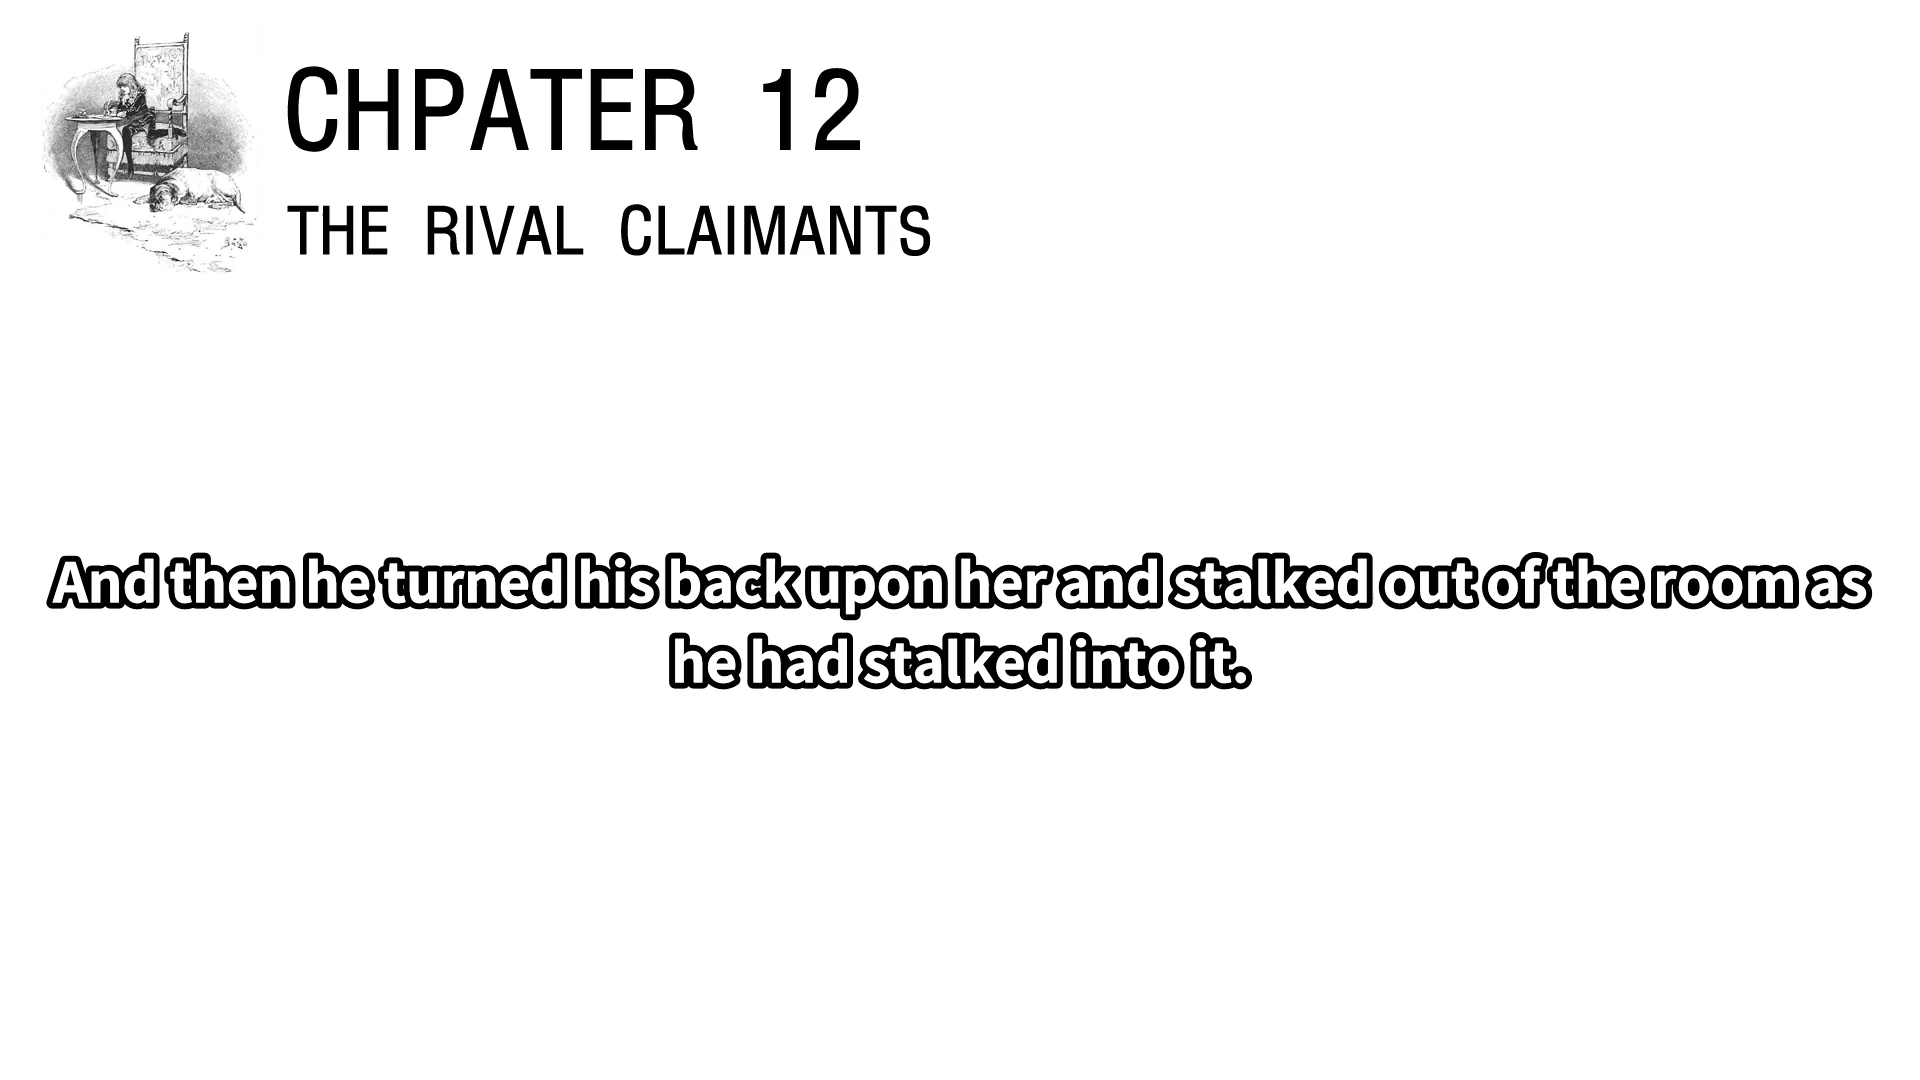 CHPATER 12
THE RIVAL CLAIMANTS
And then he turned his back upon her and stalked out of the room as
he had stalked into it.